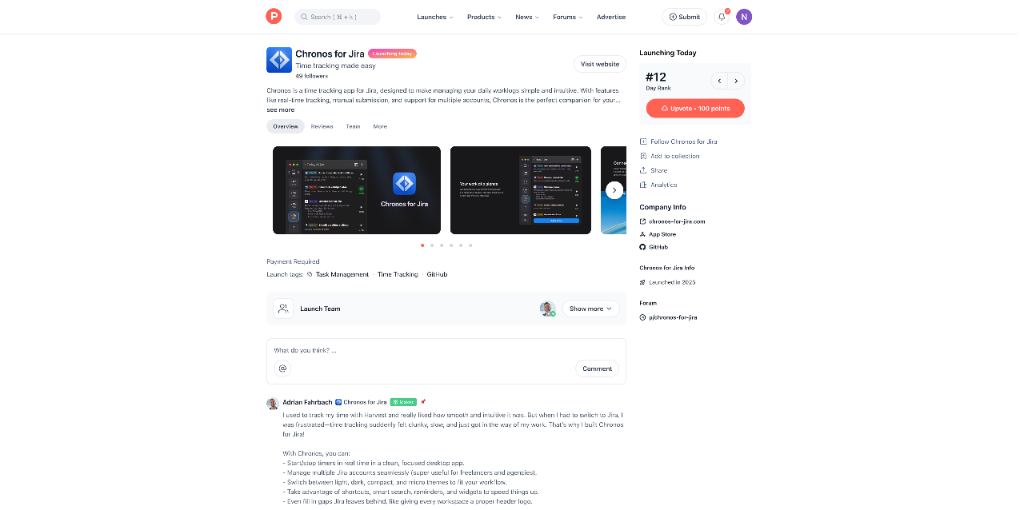 P
Search ( ⌘ + k )
Launches
Products
News
Forums
Advertise
Submit
N
Chronos for Jira
Launching today
Time tracking made easy
49 followers
Visit website
Chronos is a time tracking app for Jira, designed to make managing your daily worklogs simple and intuitive. With features
like real-time tracking, manual submission, and support for multiple accounts, Chronos is the perfect companion for your...
see more
Overview
Reviews
Team
More
Chronos for Jira
Your work at a glance
Payment Required
Launch tags:
Task Management · Time Tracking · GitHub
Launch Team
Show more
What do you think? ...
@
Comment
Adrian Fahrbach
Chronos for Jira
Maker
I used to track my time with Harvest and really liked how smooth and intuitive it was. But when I had to switch to Jira, I
was frustrated—time tracking suddenly felt clunky, slow, and just got in the way of my work. That's why I built Chronos
for Jira!
With Chronos, you can:
- Start/stop timers in real time in a clean, focused desktop app.
- Manage multiple Jira accounts seamlessly (super useful for freelancers and agencies).
- Switch between light, dark, compact, and micro themes to fit your workflow.
- Take advantage of shortcuts, smart search, reminders, and widgets to speed things up.
- Even fill in gaps Jira leaves behind, like giving every workspace a proper header logo.
Launching Today
#12
Day Rank
Upvote • 100 points
Follow Chronos for Jira
Add to collection
Share
Analytics
Company Info
chronos-for-jira.com
App Store
GitHub
Chronos for Jira Info
Launched in 2025
Forum
p/chronos-for-jira